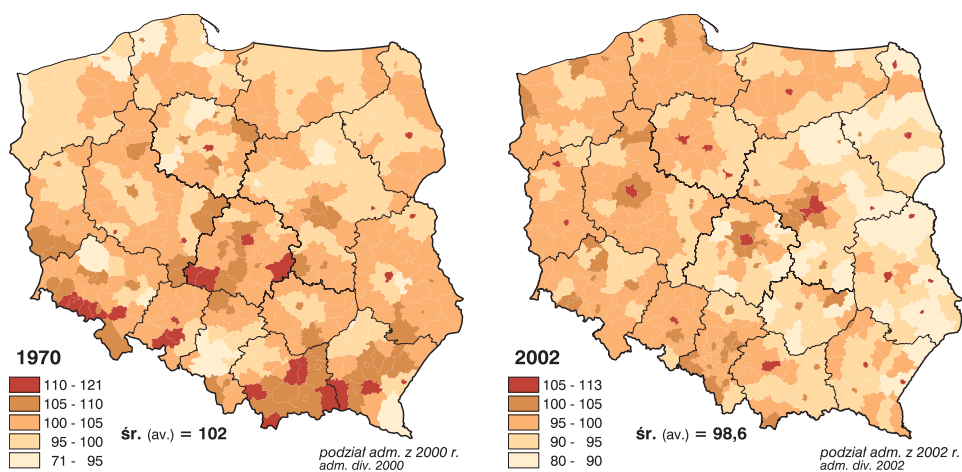 1970
110 - 121
105 - 110
100 - 105
95 - 100
71 - 95
śr. (av.) = 102
podział adm. z 2000 r.
adm. div. 2000
2002
105 - 113
100 - 105
95 - 100
90 - 95
80 - 90
śr. (av.) = 98,6
podział adm. z 2002 r.
adm. div. 2002